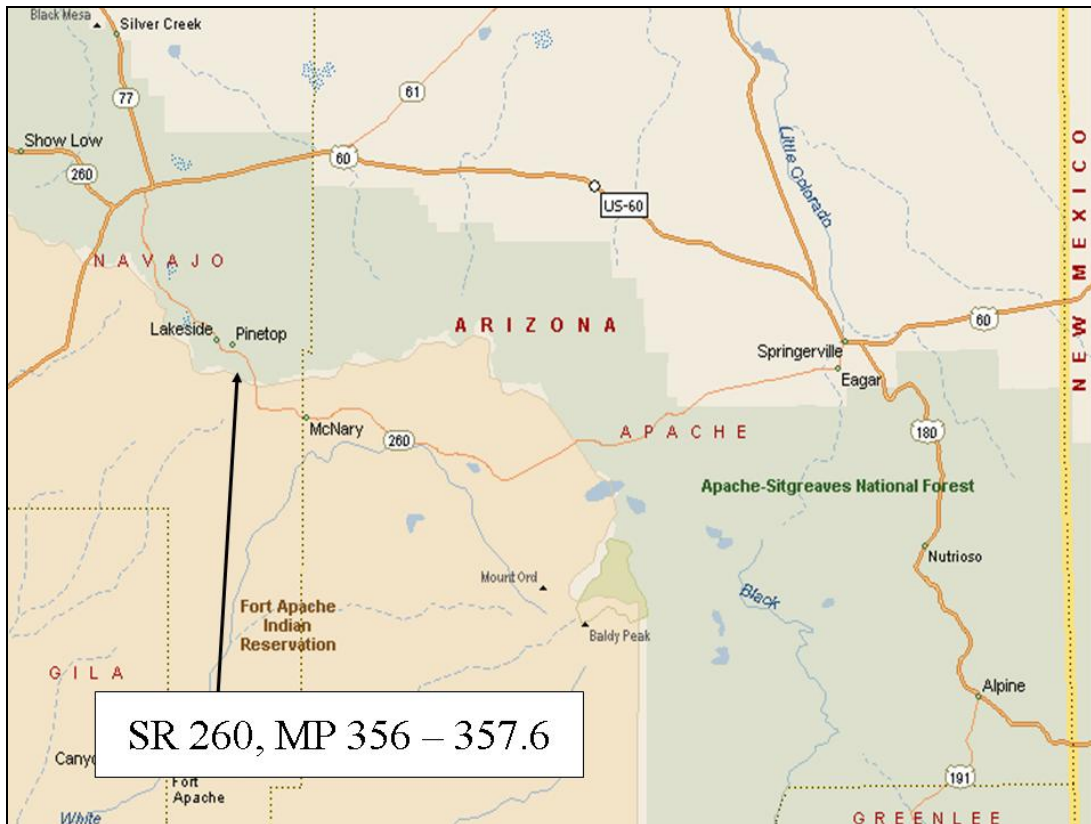 Black Mesa
Silver Creek
77
61
Show Low
260
60
US-60
Little Colorado
NEW MEXICO
NAVAJO
Lakeside
Pinetop
ARIZONA
Springerville
60
Eagar
McNary
260
APACHE
180
Apache-Sitgreaves National Forest
Nutrioso
Mount Ord
Black
Fort Apache
Indian
Reservation
Baldy Peak
GILA
Alpine
SR 260, MP 356 – 357.6
Fort
Apache
191
White
GREENLEE